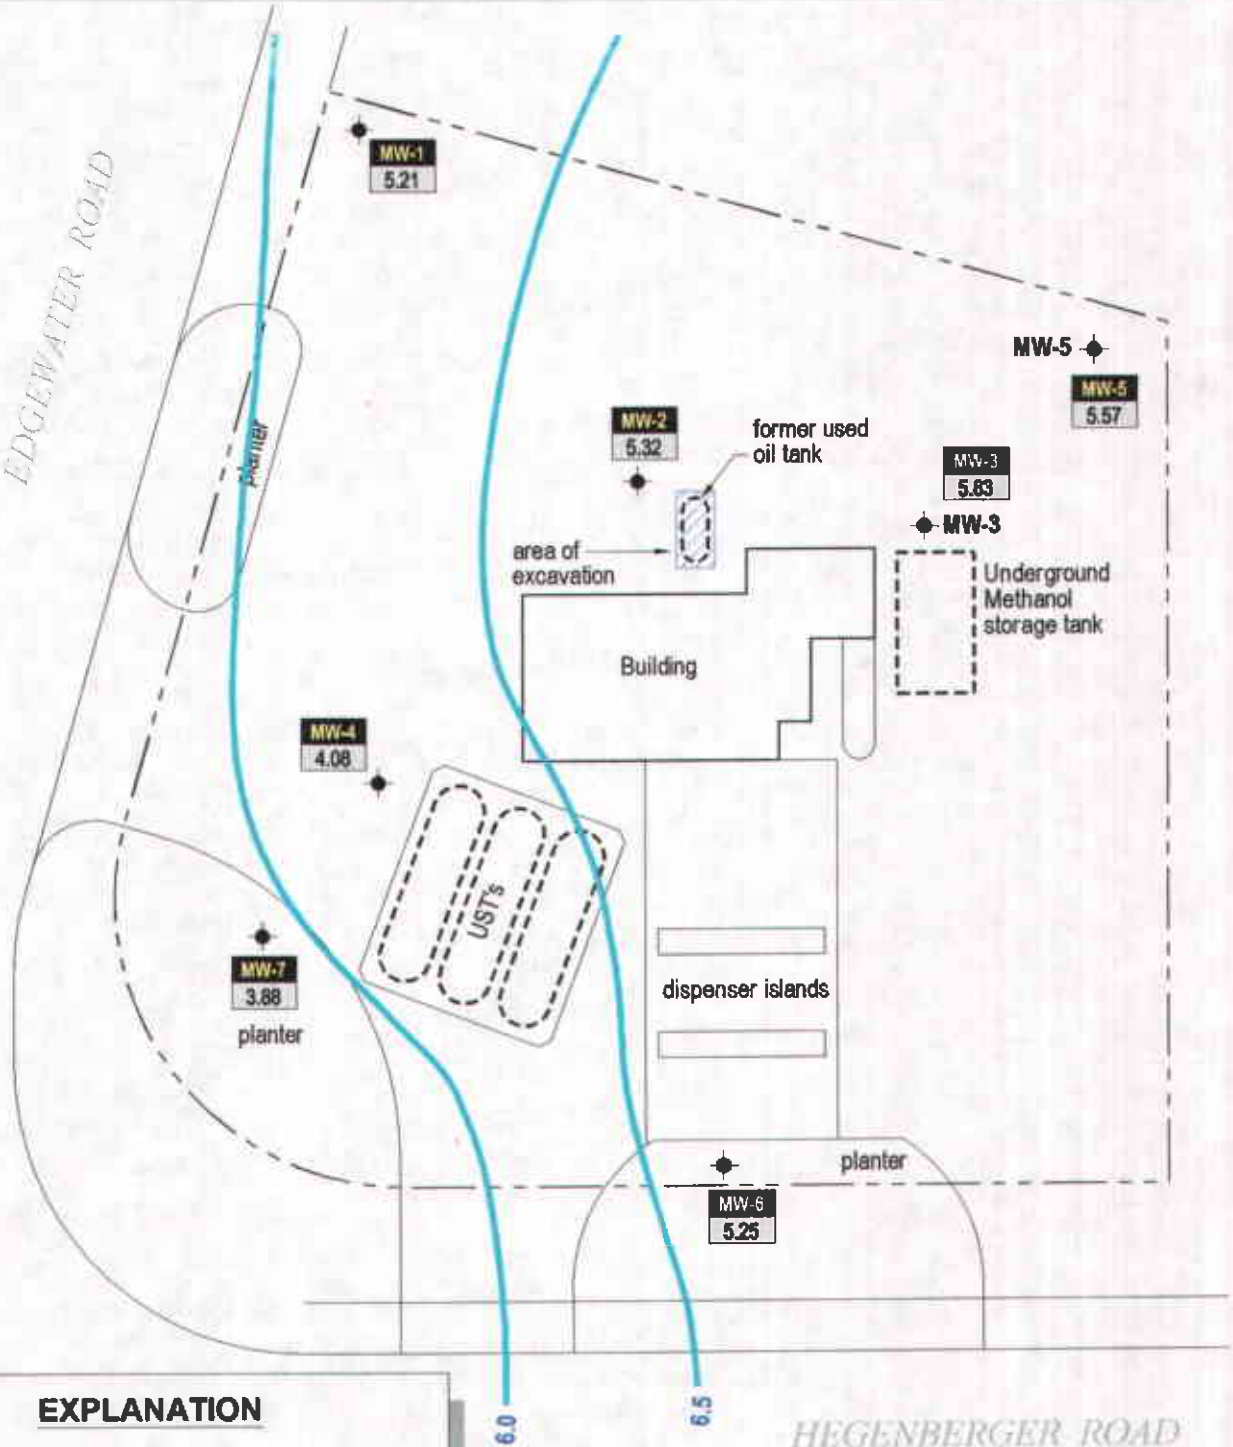 EDGEWATER ROAD
MW-1
5.21
planter
MW-5
MW-5
5.57
MW-2
5.32
former used
oil tank
MW-3
5.83
MW-3
area of
excavation
Underground
Methanol
storage tank
Building
MW-4
4.08
UST's
MW-7
3.88
planter
dispenser islands
planter
MW-6
5.25
EXPLANATION
6.0
6.5
HEGENBERGER ROAD